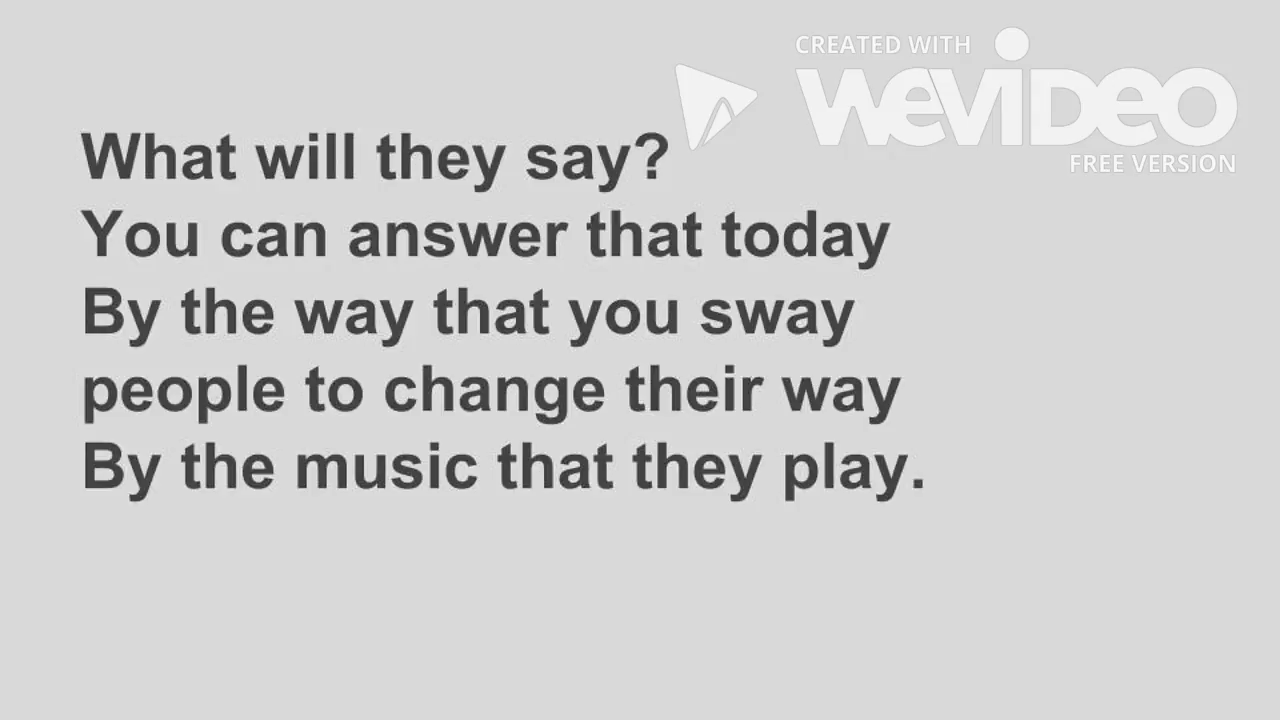 CREATED WITH
WEVIDEO
FREE VERSION
What will they say?
You can answer that today
By the way that you sway
people to change their way
By the music that they play.